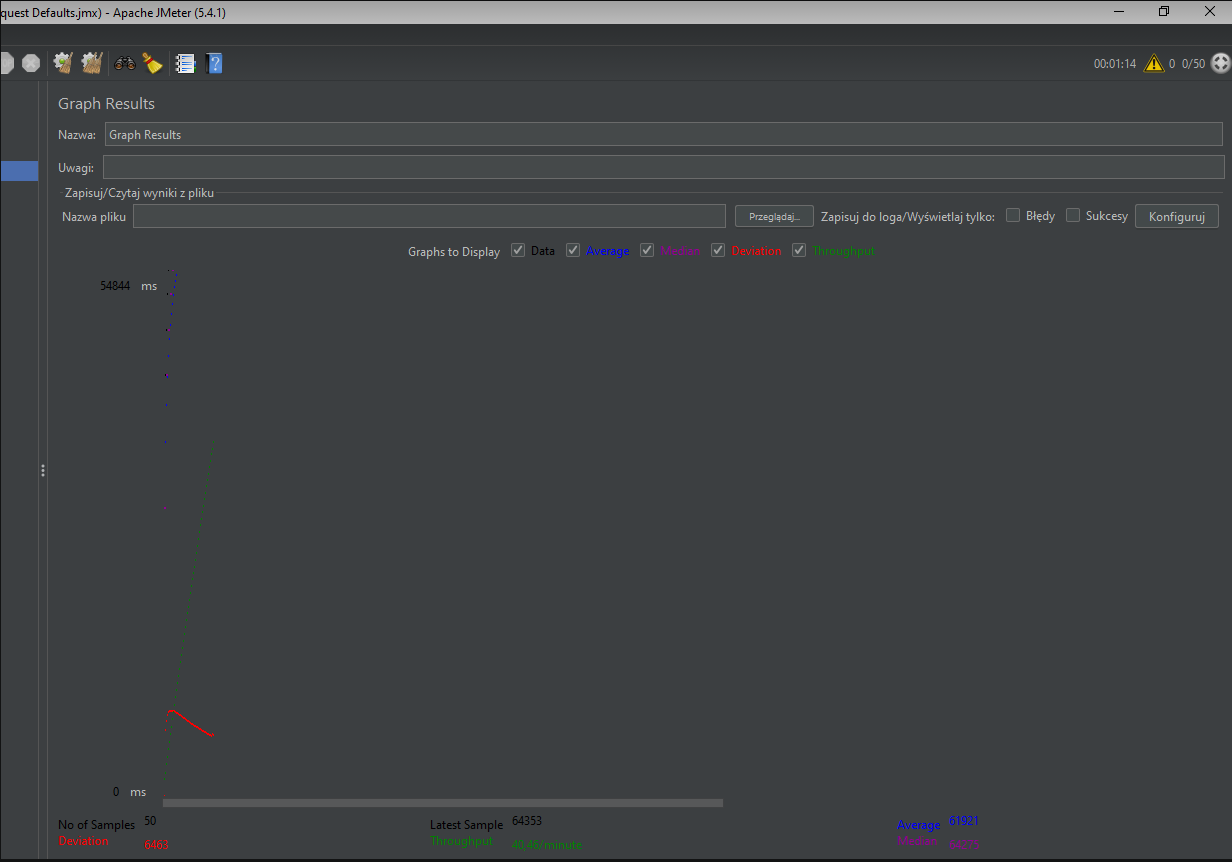 quest Defaults.jmx) - Apache JMeter (5.4.1)
00:01:14 0 0/50
Graph Results
Nazwa: Graph Results
Uwagi:
Zapisuj/Czytaj wyniki z pliku
Nazwa pliku Przeglądaj... Zapisuj do loga/Wyświetlaj tylko: Błędy Sukcesy Konfiguruj
Graphs to Display Data Average Median Deviation Throughput
54844 ms
0 ms
No of Samples 50 Latest Sample 64353 Average 61921
Deviation 6463 Throughput 40,46/minute Median